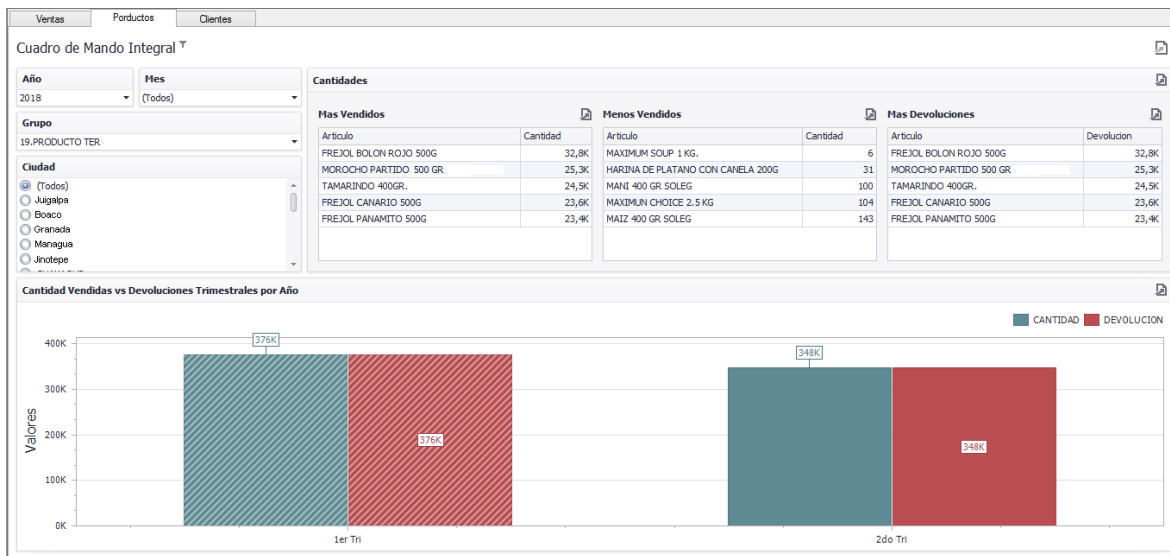 Ventas Porductos Clientes
Cuadro de Mando Integral
Año Mes
2018 (Todos)
Grupo
19.PRODUCTO TER
Ciudad
(Todos)
Juigalpa
Boaco
Granada
Managua
Jinotepe
Cantidades
Mas Vendidos
Articulo Cantidad
FREJOL BOLON ROJO 500G 32,8K
MOROCHO PARTIDO 500 GR 25,3K
TAMARINDO 400GR. 24,5K
FREJOL CANARIO 500G 23,6K
FREJOL PANAMITO 500G 23,4K
Menos Vendidos
Articulo Cantidad
MAXIMUM SOUP 1 KG. 6
HARINA DE PLATANO CON CANELA 200G 31
MANI 400 GR SOLEG 100
MAXIMUN CHOICE 2.5 KG 104
MAIZ 400 GR SOLEG 143
Mas Devoluciones
Articulo Devolucion
FREJOL BOLON ROJO 500G 32,8K
MOROCHO PARTIDO 500 GR 25,3K
TAMARINDO 400GR. 24,5K
FREJOL CANARIO 500G 23,6K
FREJOL PANAMITO 500G 23,4K
Cantidad Vendidas vs Devoluciones Trimestrales por Año
CANTIDAD DEVOLUCION
Valores
400K
300K
200K
100K
0K
376K
376K
348K
348K
1er Tri 2do Tri